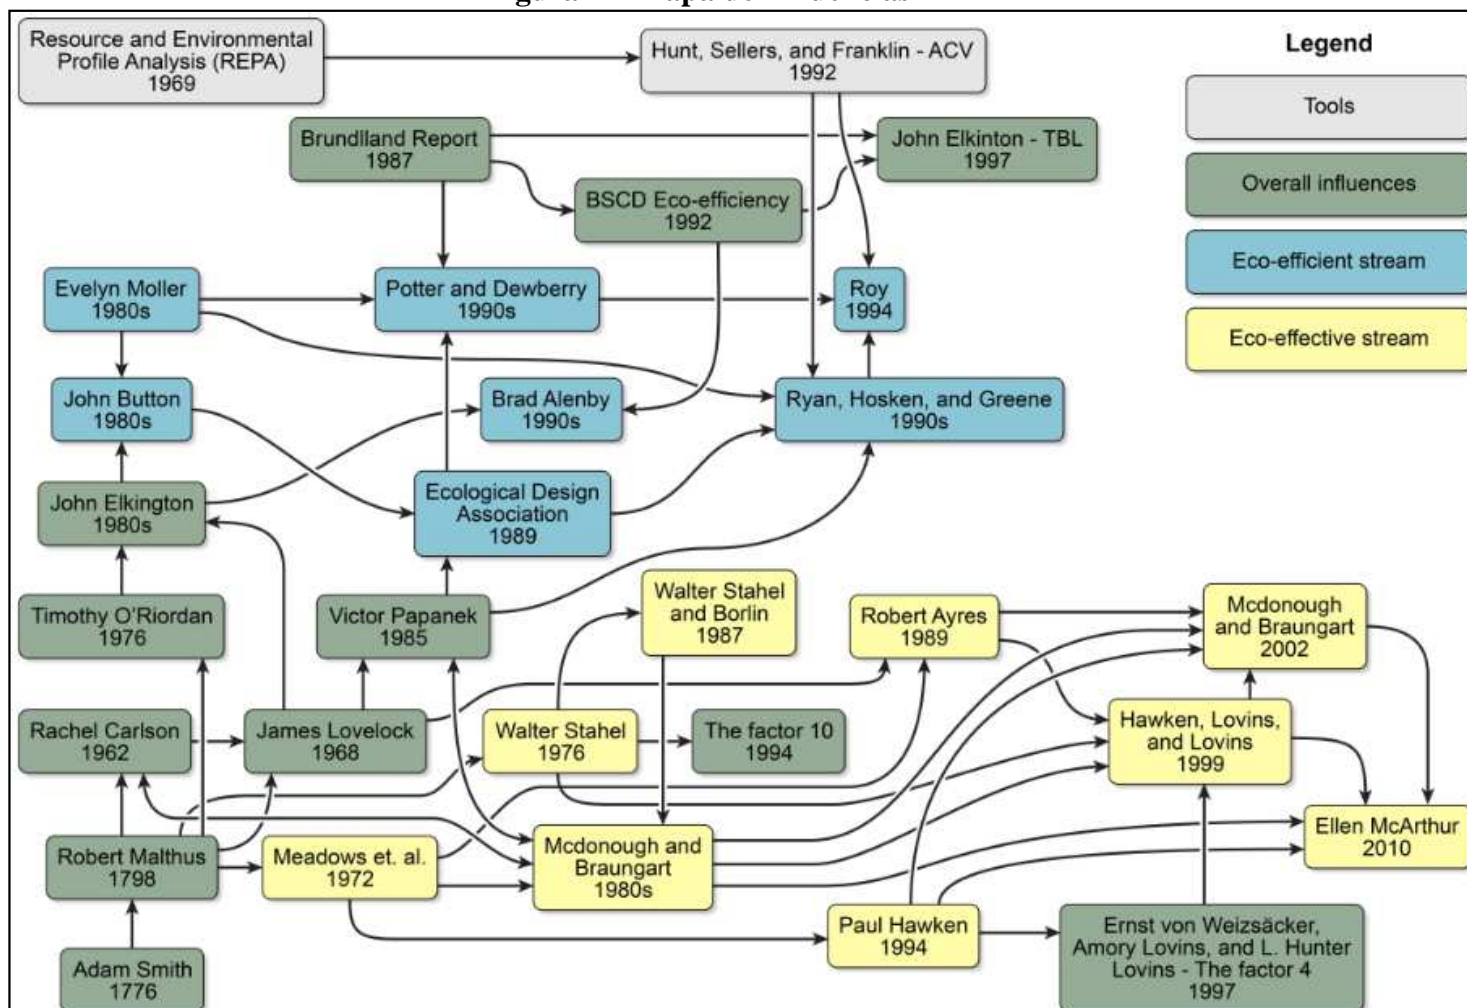 Resource and Environmental
Profile Analysis (REPA)
1969
Hunt, Sellers, and Franklin - ACV
1992
Legend
Tools
Overall influences
Eco-efficient stream
Eco-effective stream
Brundlland Report
1987
John Elkinton - TBL
1997
BSCD Eco-efficiency
1992
Evelyn Moller
1980s
Potter and Dewberry
1990s
Roy
1994
John Button
1980s
Brad Alenby
1990s
Ryan, Hosken, and Greene
1990s
John Elkington
1980s
Ecological Design
Association
1989
Timothy O'Riordan
1976
Victor Papanek
1985
Walter Stahel
and Borlin
1987
Robert Ayres
1989
Mcdonough
and Braungart
2002
Rachel Carlson
1962
James Lovelock
1968
Walter Stahel
1976
The factor 10
1994
Hawken, Lovins,
and Lovins
1999
Robert Malthus
1798
Meadows et. al.
1972
Mcdonough and
Braungart
1980s
Ellen McArthur
2010
Adam Smith
1776
Paul Hawken
1994
Ernst von Weizsäcker,
Amory Lovins, and L. Hunter
Lovins - The factor 4
1997